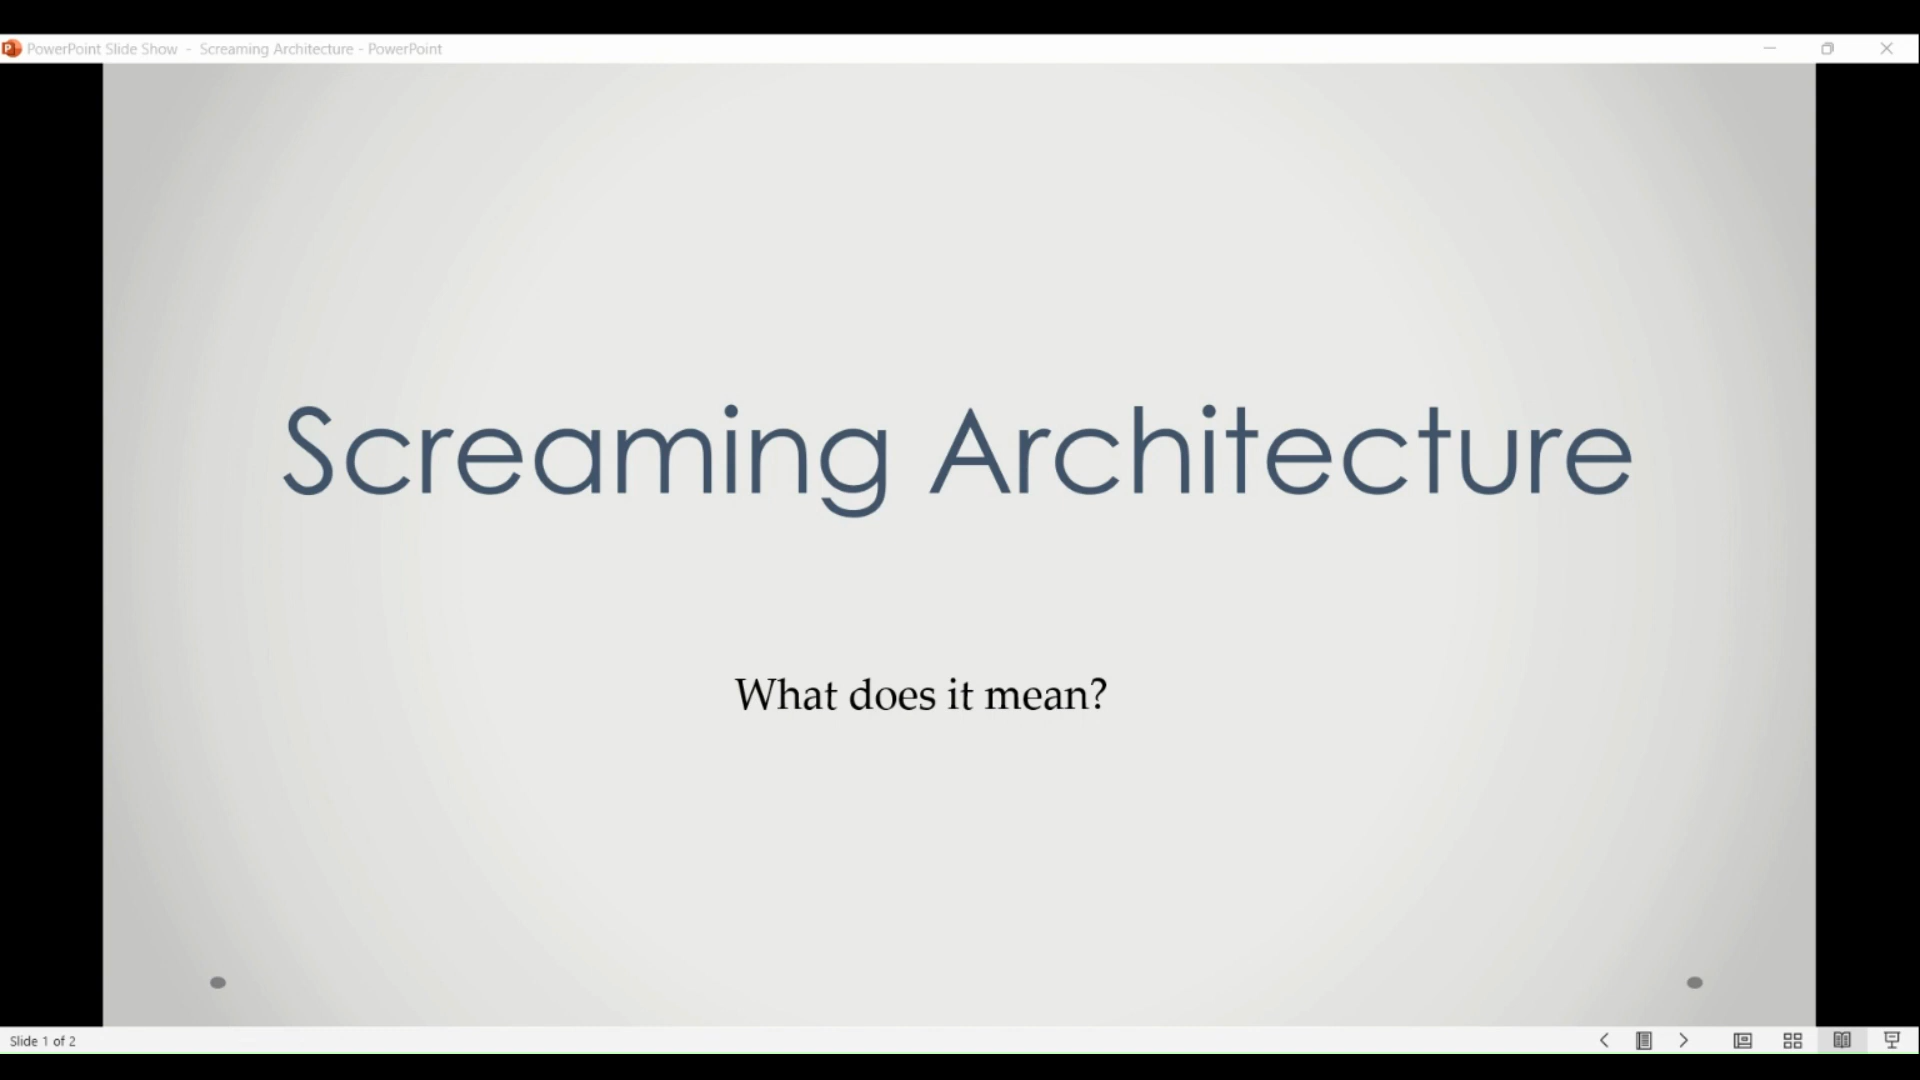 PowerPoint Slide Show - Screaming Architecture - PowerPoint
Screaming Architecture
What does it mean?
Slide 1 of 2